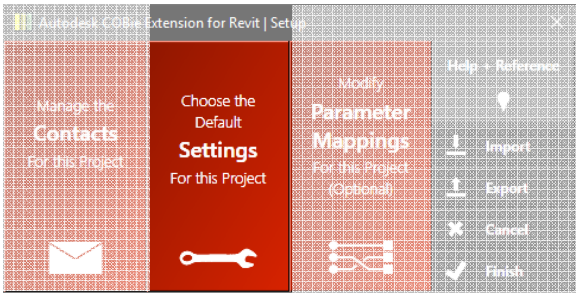 Autodesk COBie Extension for Revit | Setup
Manage the
Contacts
For this Project
Choose the
Default
Settings
For this Project
Modify
Parameter
Mappings
For this Project
(Optional)
Help + Reference
Import
Export
Cancel
Finish